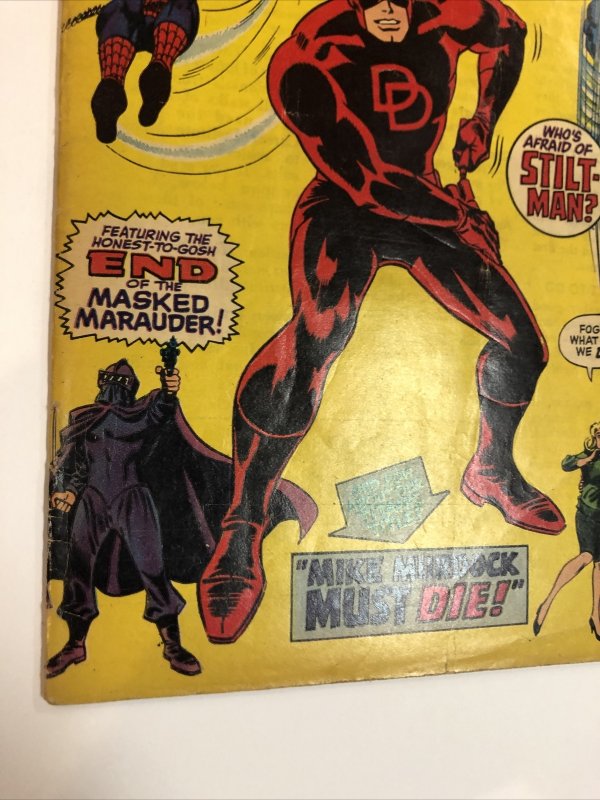 DD
WHO'S
AFRAID OF
STILT-
MAN?
FEATURING THE
HONEST-TO-GOSH
END
OF THE
MASKED
MARAUDER!
FOG
WHAT
WE
"MIKE MURDOCK
MUST DIE!"